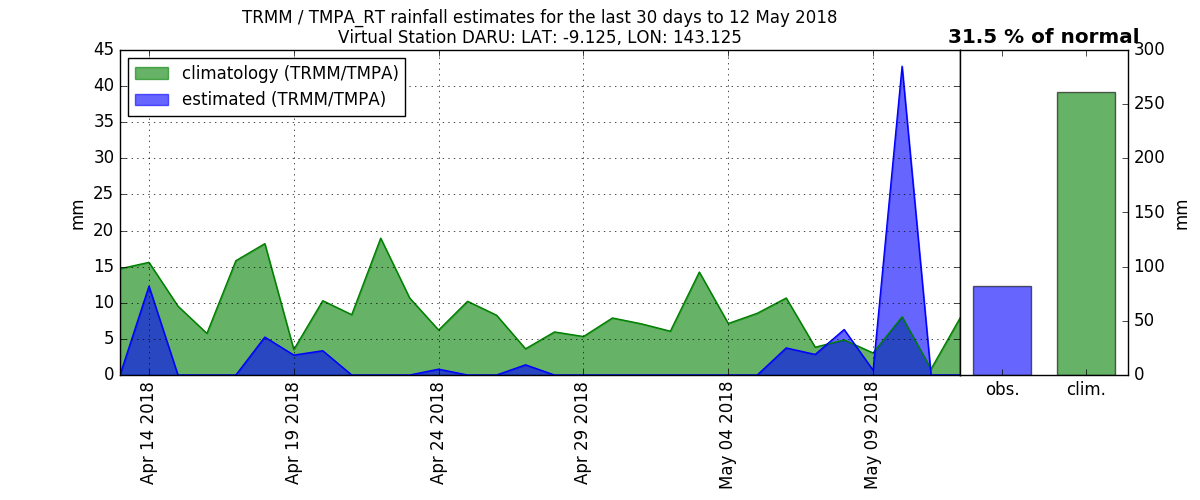 TRMM / TMPA_RT rainfall estimates for the last 30 days to 12 May 2018
Virtual Station DARU: LAT: -9.125, LON: 143.125
31.5 % of normal
climatology (TRMM/TMPA)
estimated (TRMM/TMPA)
45
40
35
30
25
20
15
10
5
0
mm
Apr 14 2018
Apr 19 2018
Apr 24 2018
Apr 29 2018
May 04 2018
May 09 2018
300
250
200
150
100
50
0
mm
obs.
clim.